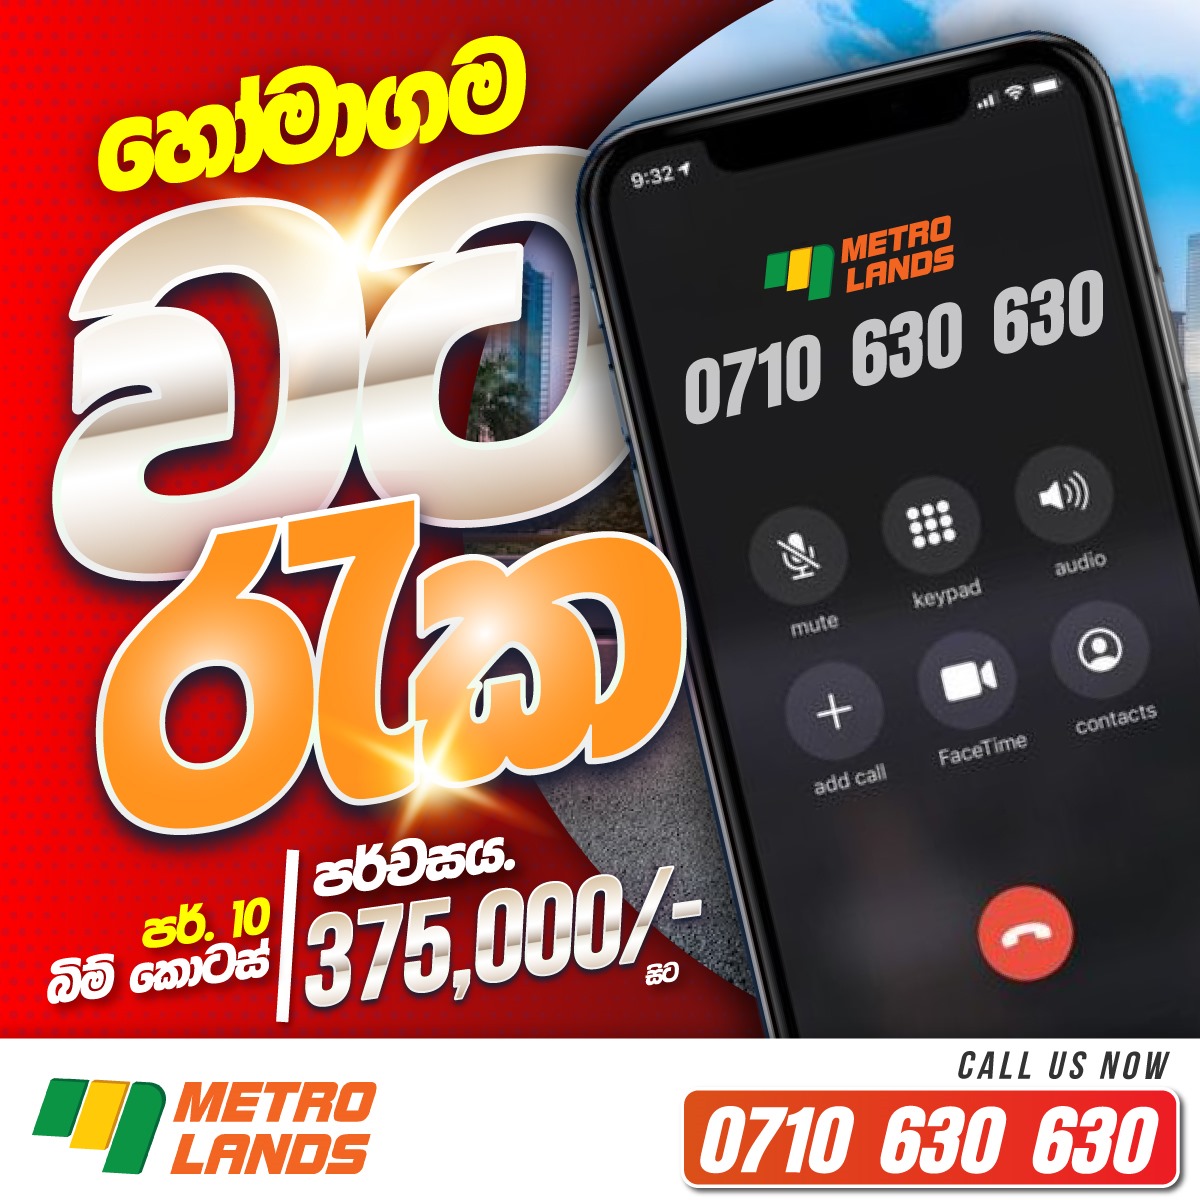 හෝමාගම
වටා
රැක
පර්. 10
බිම් කොටස්
පර්චසය.
375,000/-
සිට
9:32
METRO
LANDS
0710 630 630
mute
keypad
audio
add call
FaceTime
contacts
METRO
LANDS
CALL US NOW
0710 630 630